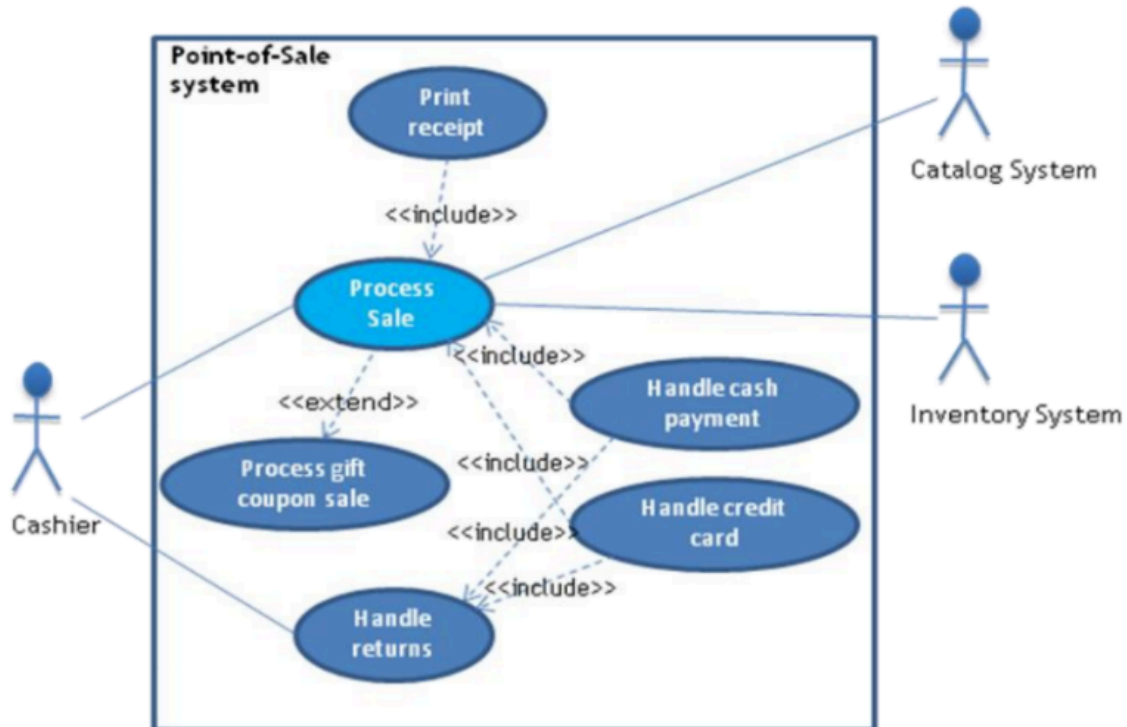 Point-of-Sale
system
Print
receipt
Catalog System
<<include>>
Process
Sale
<<include>>
Handle cash
payment
Inventory System
<<extend>>
Process gift
coupon sale
<<include>>
Handle credit
card
Cashier
<<include>>
<<include>>
Handle
returns